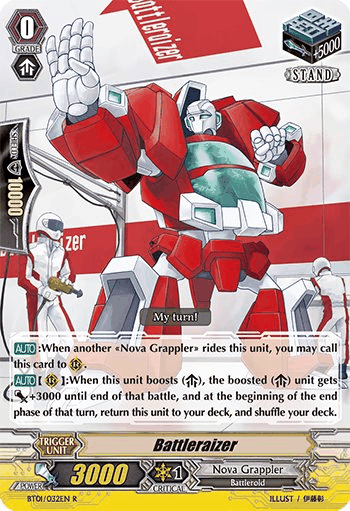 0
GRADE
Battleraizer
+5000
STAND
SHIELD
10000
Battleraizer
My turn!
AUTO :When another «Nova Grappler» rides this unit, you may call
this card to .
AUTO [ ]:When this unit boosts ( ), the boosted ( ) unit gets
+3000 until end of that battle, and at the beginning of the end
phase of that turn, return this unit to your deck, and shuffle your deck.
TRIGGER
UNIT
Battleraizer
POWER
3000
1
CRITICAL
Nova Grappler
Battleroid
BT01/032EN R
ILLUST / 伊藤彰